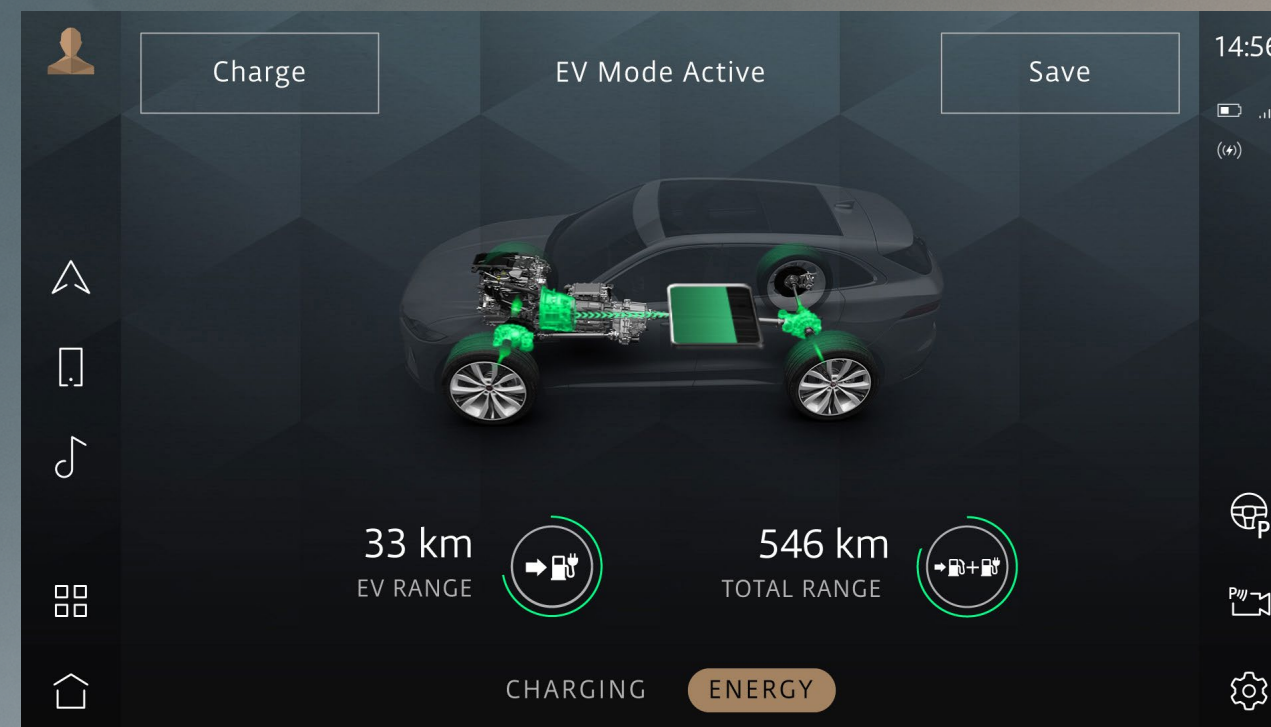 Charge
EV Mode Active
Save
14:56
33 km
EV RANGE
546 km
TOTAL RANGE
CHARGING
ENERGY
P
P